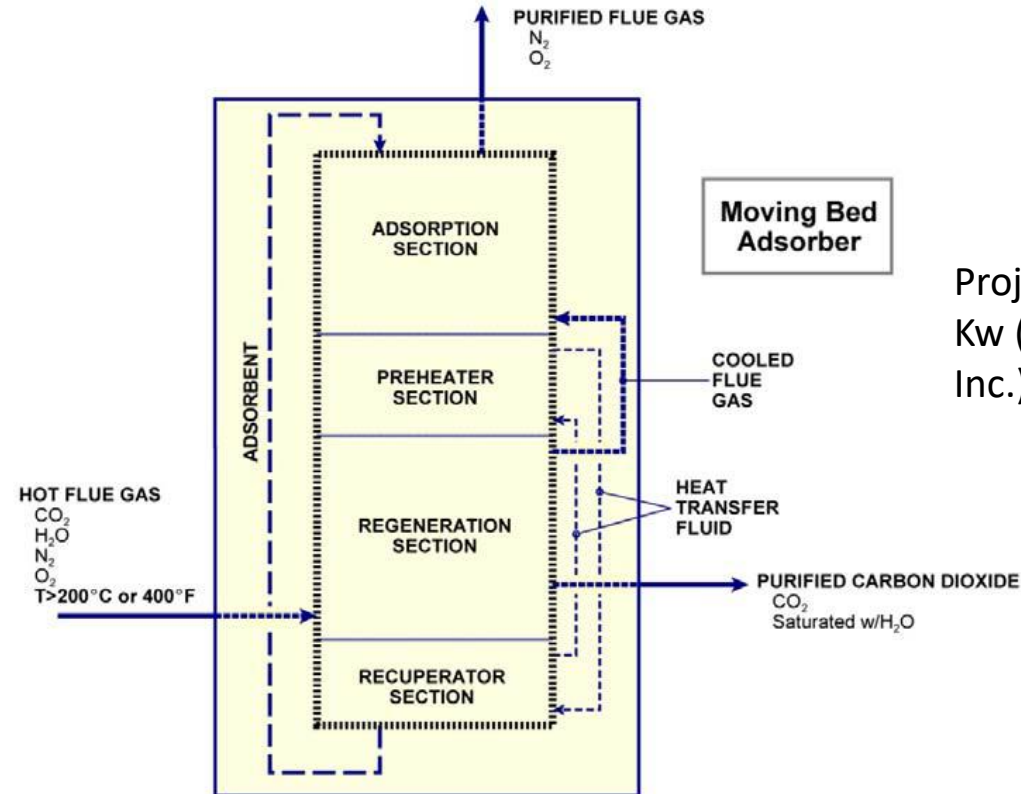 PURIFIED FLUE GAS
N₂
O₂
ADSORPTION
SECTION
Moving Bed
Adsorber
Proj
Kw (
Inc.)
ADSORBENT
PREHEATER
SECTION
COOLED
FLUE
GAS
HOT FLUE GAS
CO₂
H₂O
N₂
O₂
T>200°C or 400°F
REGENERATION
SECTION
HEAT
TRANSFER
FLUID
PURIFIED CARBON DIOXIDE
CO₂
Saturated w/H₂O
RECUPERATOR
SECTION